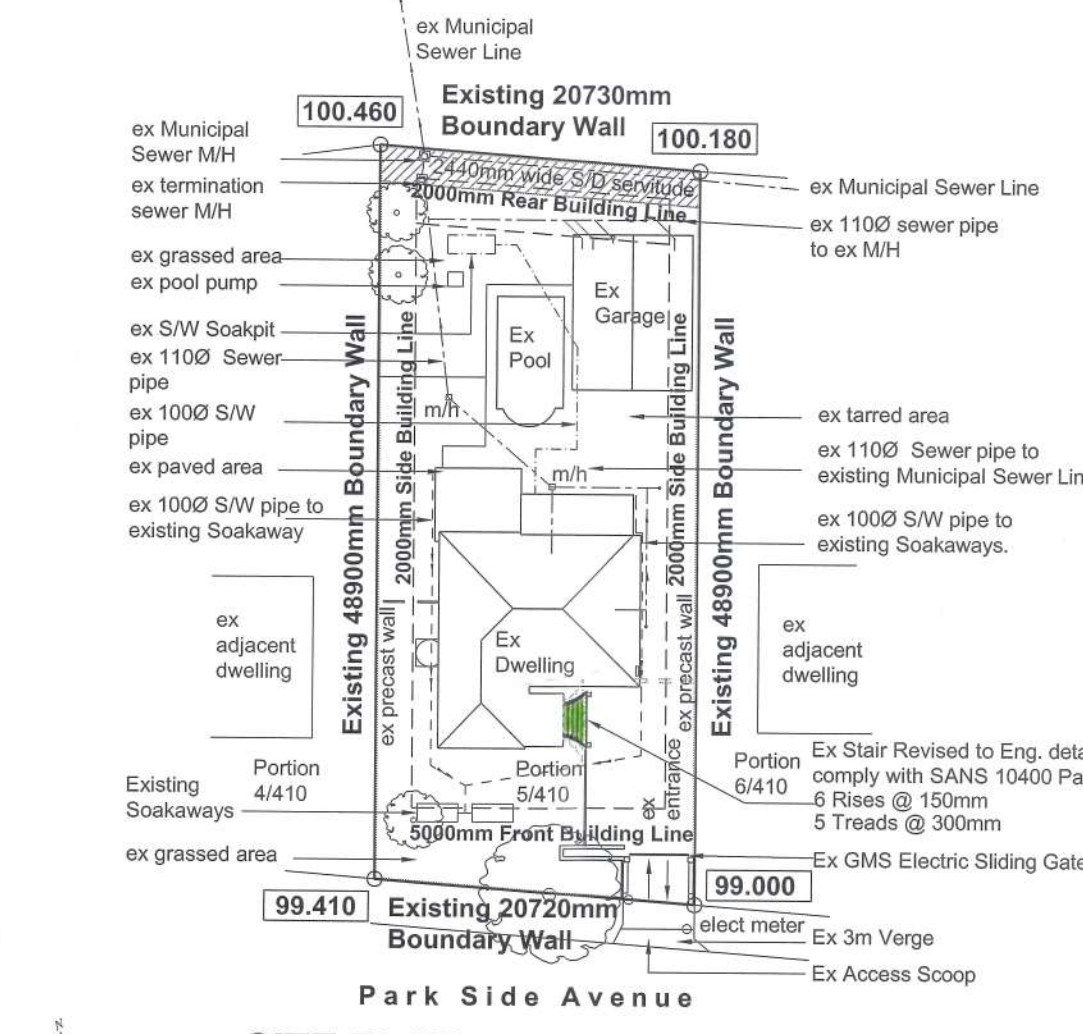 ex Municipal
Sewer Line
Existing 20730mm
Boundary Wall
100.460
100.180
ex Municipal
Sewer M/H
2440mm wide S/D servitude
ex termination
sewer M/H
2000mm Rear Building Line
ex Municipal Sewer Line
ex 110Ø sewer pipe
to ex M/H
ex grassed area
ex pool pump
Ex
Garage
ex S/W Soakpit
Ex
Pool
ex 110Ø Sewer
pipe
Existing 48900mm Boundary Wall
2000mm Side Building Line
2000mm Side Building Line
Existing 48900mm Boundary Wall
m/h
ex 100Ø S/W
pipe
ex tarred area
ex paved area
m/h
ex 110Ø Sewer pipe to
existing Municipal Sewer Lin
ex 100Ø S/W pipe to
existing Soakaway
ex 100Ø S/W pipe to
existing Soakaways.
ex
adjacent
dwelling
ex precast wall
Ex
Dwelling
ex precast wall
ex
adjacent
dwelling
Portion
4/410
Portion
5/410
ex
entrance
Portion
6/410
Ex Stair Revised to Eng. deta
comply with SANS 10400 Pa
6 Rises @ 150mm
5 Treads @ 300mm
Existing
Soakaways
5000mm Front Building Line
ex grassed area
Ex GMS Electric Sliding Gate
99.410
99.000
Existing 20720mm
Boundary Wall
elect meter
Ex 3m Verge
Ex Access Scoop
Park Side Avenue
N